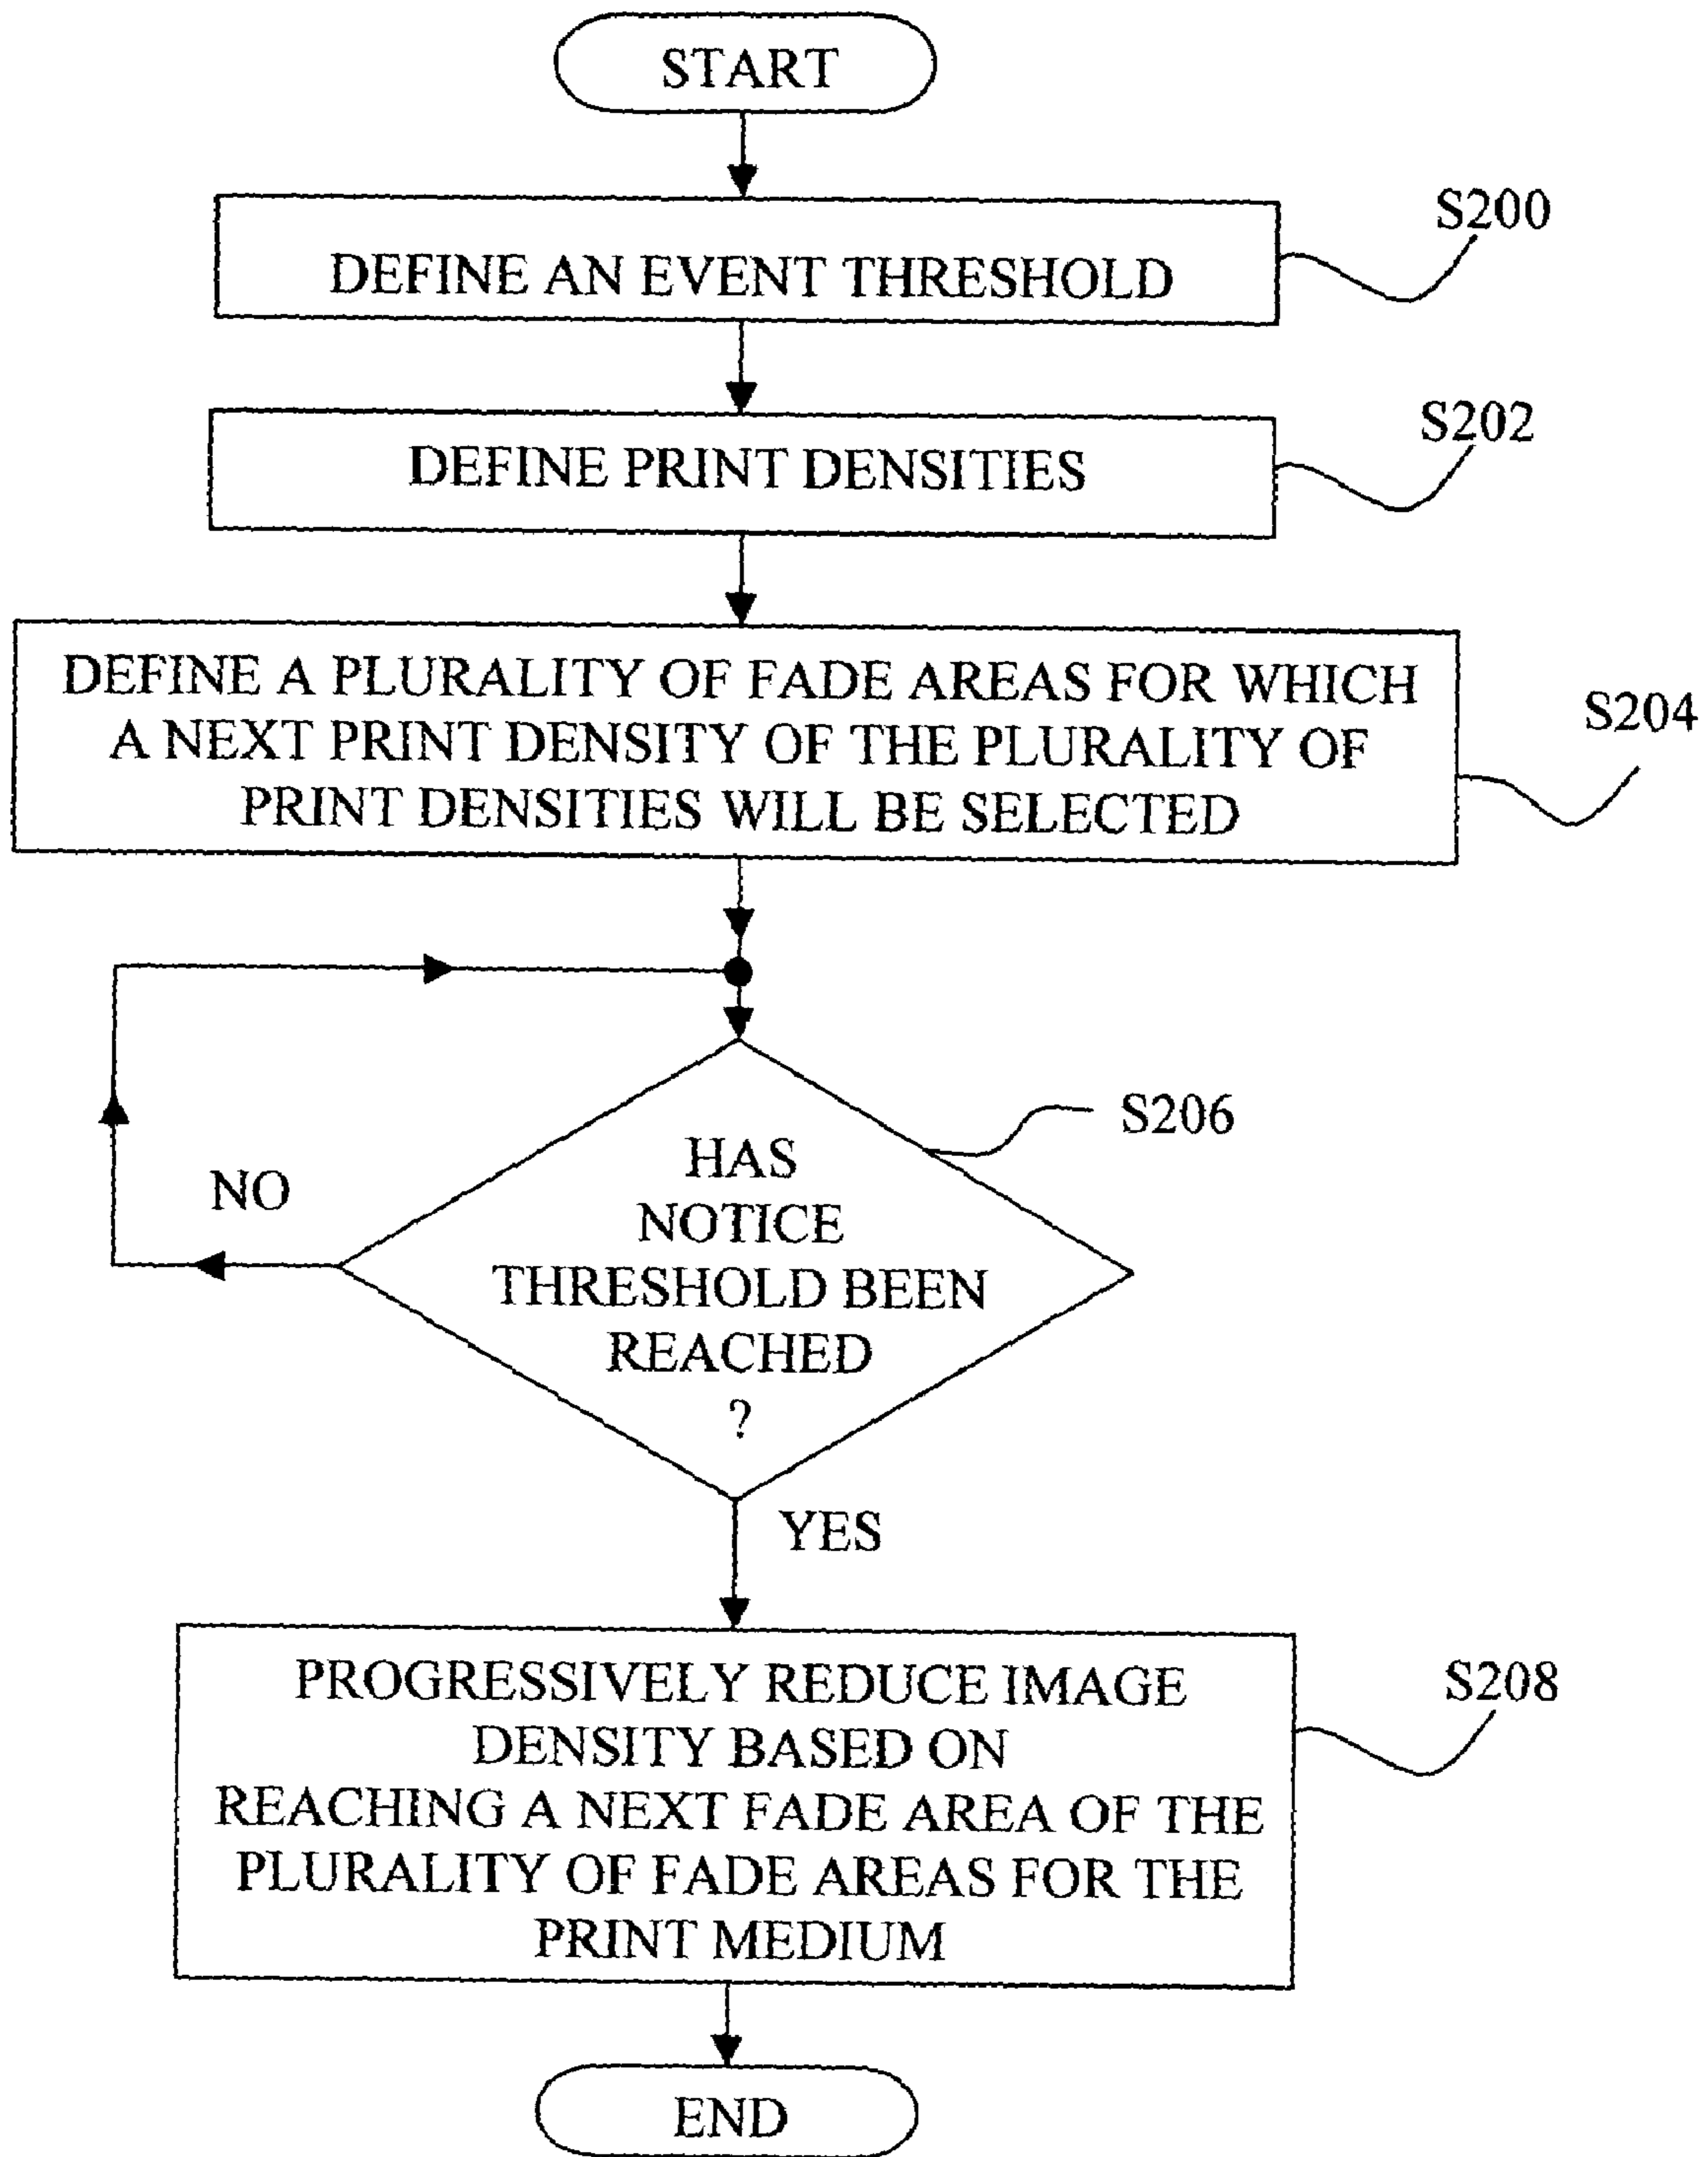 START
S200
DEFINE AN EVENT THRESHOLD
S202
DEFINE PRINT DENSITIES
DEFINE A PLURALITY OF FADE AREAS FOR WHICH
A NEXT PRINT DENSITY OF THE PLURALITY OF
PRINT DENSITIES WILL BE SELECTED
S204
S206
HAS
NOTICE
THRESHOLD BEEN
REACHED
?
NO
YES
PROGRESSIVELY REDUCE IMAGE
DENSITY BASED ON
REACHING A NEXT FADE AREA OF THE
PLURALITY OF FADE AREAS FOR THE
PRINT MEDIUM
S208
END